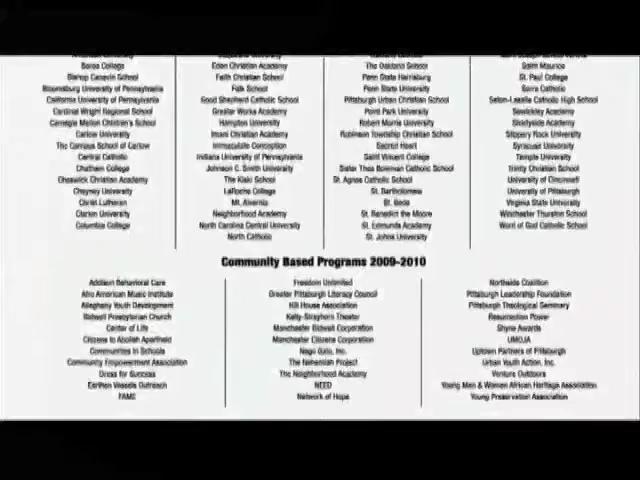 Berea College
Bishop Canevin School
Bloomsburg University of Pennsylvania
California University of Pennsylvania
Cardinal Wright Regional School
Carnegie Mellon Children's School
Carlow University
The Campus School of Carlow
Central Catholic
Chatham College
Cheswick Christian Academy
Cheyney University
Christ Lutheran
Clarion University
Columbia College
Eden Christian Academy
Faith Christian School
Falk School
Good Shepherd Catholic School
Greater Works Academy
Hampton University
Imani Christian Academy
Immaculate Conception
Indiana University of Pennsylvania
Johnson C. Smith University
The Kiski School
LaRoche College
Mt. Alvernia
Neighborhood Academy
North Carolina Central University
North Catholic
The Oakland School
Penn State Harrisburg
Penn State University
Pittsburgh Urban Christian School
Point Park University
Robert Morris University
Robinson Township Christian School
Sacred Heart
Saint Vincent College
Sister Thea Bowman Catholic School
St. Agnes Catholic School
St. Bartholomew
St. Bede
St. Benedict the Moore
St. Edmunds Academy
St. Johns University
Saint Maurice
St. Paul College
Serra Catholic
Seton-Lasalle Catholic High School
Sewickley Academy
Shadyside Academy
Slippery Rock University
Syracuse University
Temple University
Trinity Christian School
University of Cincinnati
University of Pittsburgh
Virginia State University
Winchester Thurston School
Word of God Catholic School
Community Based Programs 2009-2010
Addison Behavioral Care
Afro American Music Institute
Allegheny Youth Development
Bidwell Presbyterian Church
Center of Life
Citizens to Abolish Apartheid
Communities in Schools
Community Empowerment Association
Dress for Success
Earthen Vessels Outreach
FAME
Freedom Unlimited
Greater Pittsburgh Literacy Council
Hill House Association
Kelly-Strayhorn Theater
Manchester Bidwell Corporation
Manchester Citizens Corporation
Nego Gato, Inc.
The Nehemiah Project
The Neighborhood Academy
NEED
Network of Hope
Northside Coalition
Pittsburgh Leadership Foundation
Pittsburgh Theological Seminary
Resurrection Power
Shyne Awards
UMOJA
Uptown Partners of Pittsburgh
Urban Youth Action, Inc.
Venture Outdoors
Young Men & Women African Heritage Association
Young Preservation Association